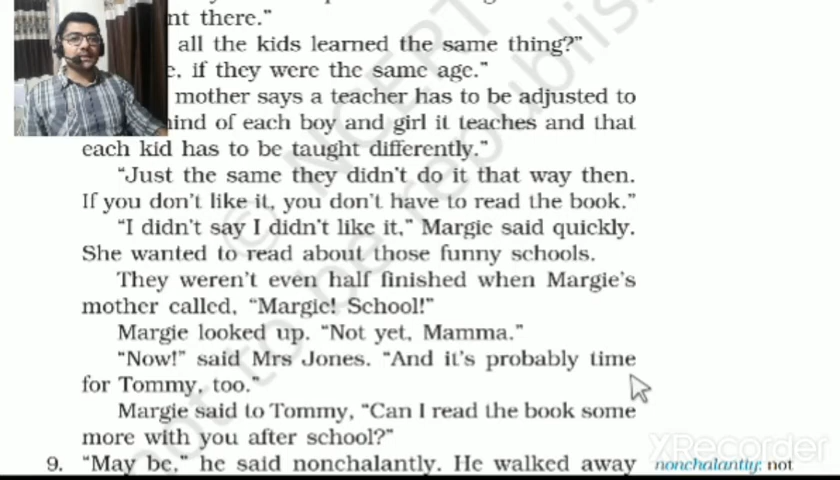 nt there."
all the kids learned the same thing?"
e, if they were the same age."
mother says a teacher has to be adjusted to
ind of each boy and girl it teaches and that
each kid has to be taught differently."
"Just the same they didn't do it that way then.
If you don't like it, you don't have to read the book."
"I didn't say I didn't like it," Margie said quickly.
She wanted to read about those funny schools.
They weren't even half finished when Margie's
mother called, "Margie! School!"
Margie looked up. "Not yet, Mamma."
"Now!" said Mrs Jones. "And it's probably time
for Tommy, too."
Margie said to Tommy, "Can I read the book some
more with you after school?"
9. "May be," he said nonchalantly. He walked away nonchalantly: not
© NCERT
not to be republis
XRecorder